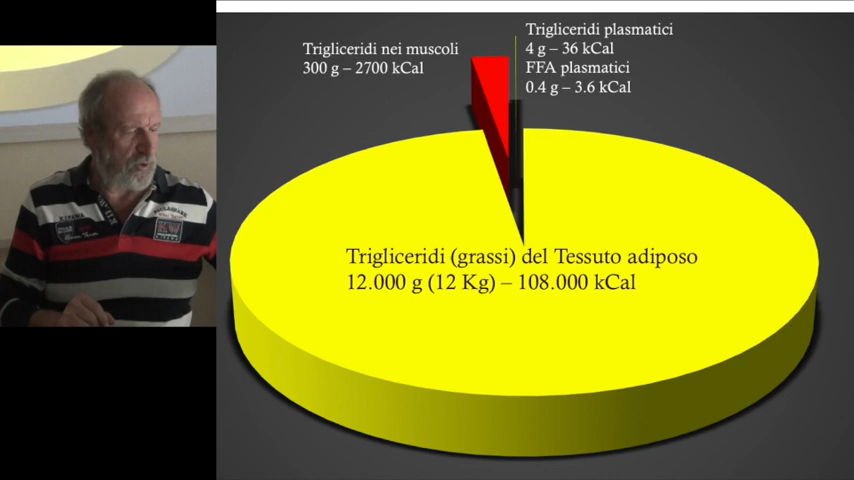 Trigliceridi nei muscoli
300 g – 2700 kCal
Trigliceridi plasmatici
4 g – 36 kCal
FFA plasmatici
0.4 g – 3.6 kCal
Trigliceridi (grassi) del Tessuto adiposo
12.000 g (12 Kg) – 108.000 kCal